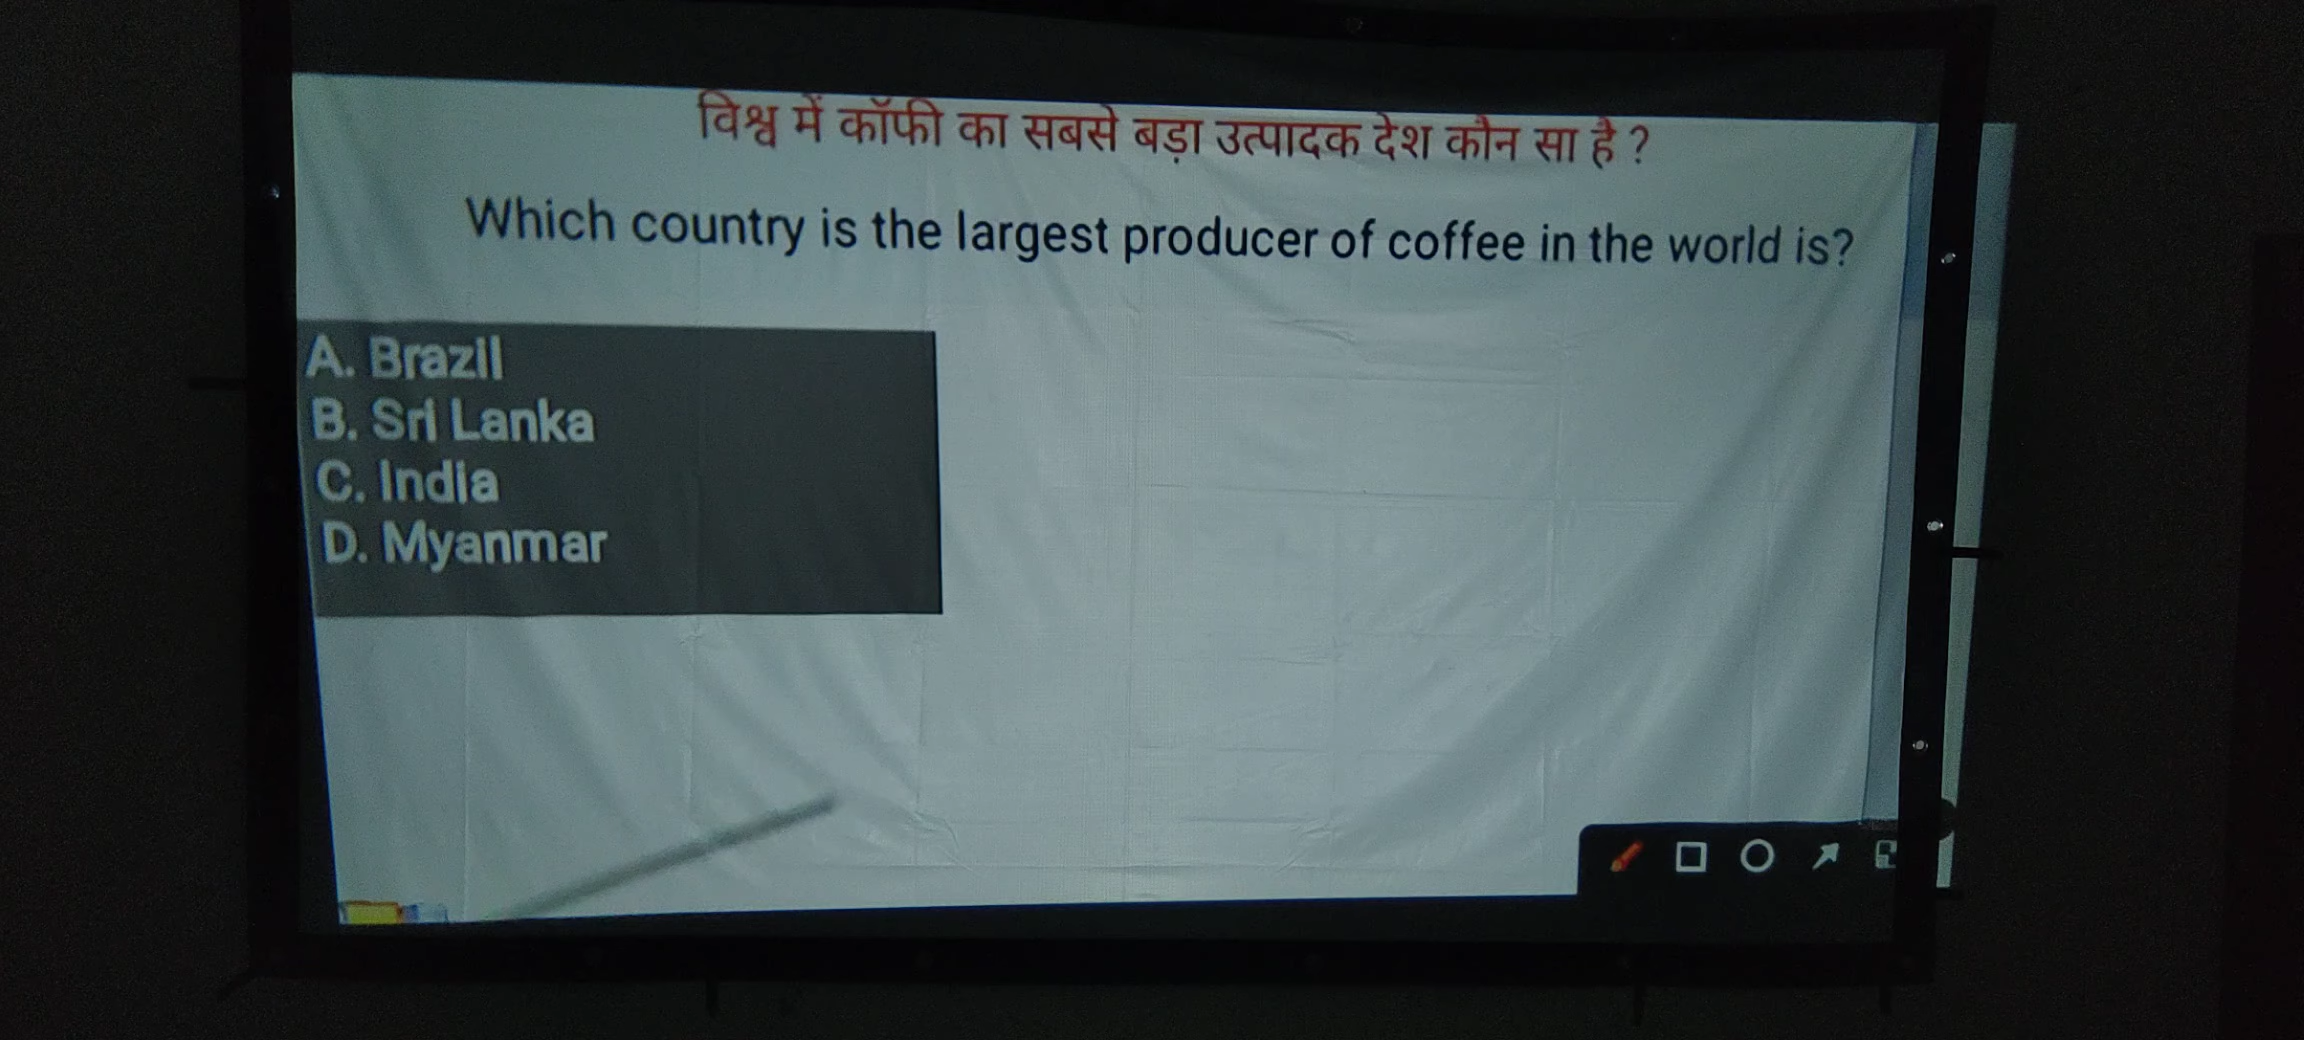 विश्व में कॉफी का सबसे बड़ा उत्पादक देश कौन सा है ?
Which country is the largest producer of coffee in the world is?
A. Brazil
B. Sri Lanka
C. India
D. Myanmar